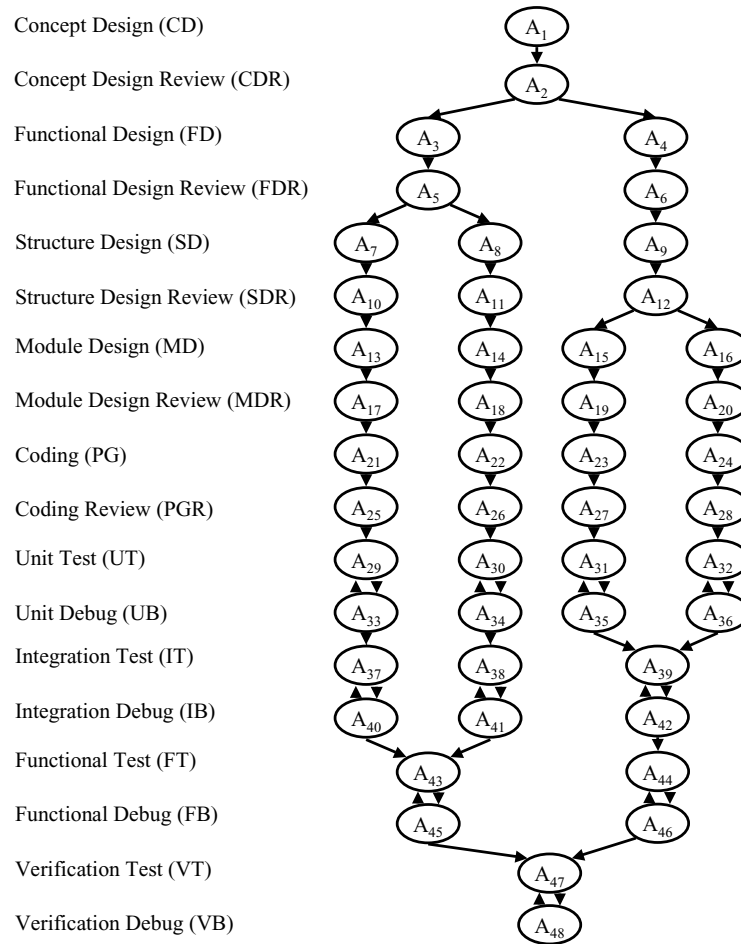 Concept Design (CD) A1
Concept Design Review (CDR) A2
Functional Design (FD) A3 A4
Functional Design Review (FDR) A5 A6
Structure Design (SD) A7 A8 A9
Structure Design Review (SDR) A10 A11 A12
Module Design (MD) A13 A14 A15 A16
Module Design Review (MDR) A17 A18 A19 A20
Coding (PG) A21 A22 A23 A24
Coding Review (PGR) A25 A26 A27 A28
Unit Test (UT) A29 A30 A31 A32
Unit Debug (UB) A33 A34 A35 A36
Integration Test (IT) A37 A38 A39
Integration Debug (IB) A40 A41 A42
Functional Test (FT) A43 A44
Functional Debug (FB) A45 A46
Verification Test (VT) A47
Verification Debug (VB) A48